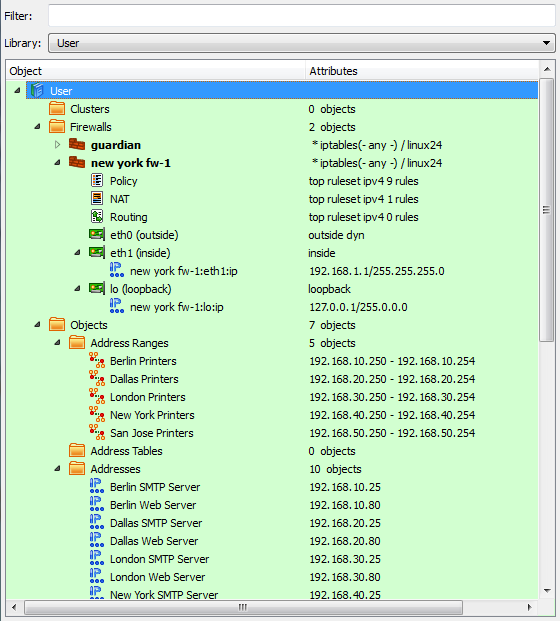 Filter:
Library: User
Object Attributes
User
Clusters 0 objects
Firewalls 2 objects
guardian * iptables(- any -) / linux24
new york fw-1 * iptables(- any -) / linux24
Policy top ruleset ipv4 9 rules
NAT top ruleset ipv4 1 rules
Routing top ruleset ipv4 0 rules
eth0 (outside) outside dyn
eth1 (inside) inside
new york fw-1:eth1:ip 192.168.1.1/255.255.255.0
lo (loopback) loopback
new york fw-1:lo:ip 127.0.0.1/255.0.0.0
Objects 7 objects
Address Ranges 5 objects
Berlin Printers 192.168.10.250 - 192.168.10.254
Dallas Printers 192.168.20.250 - 192.168.20.254
London Printers 192.168.30.250 - 192.168.30.254
New York Printers 192.168.40.250 - 192.168.40.254
San Jose Printers 192.168.50.250 - 192.168.50.254
Address Tables 0 objects
Addresses 10 objects
Berlin SMTP Server 192.168.10.25
Berlin Web Server 192.168.10.80
Dallas SMTP Server 192.168.20.25
Dallas Web Server 192.168.20.80
London SMTP Server 192.168.30.25
London Web Server 192.168.30.80
New York SMTP Server 192.168.40.25